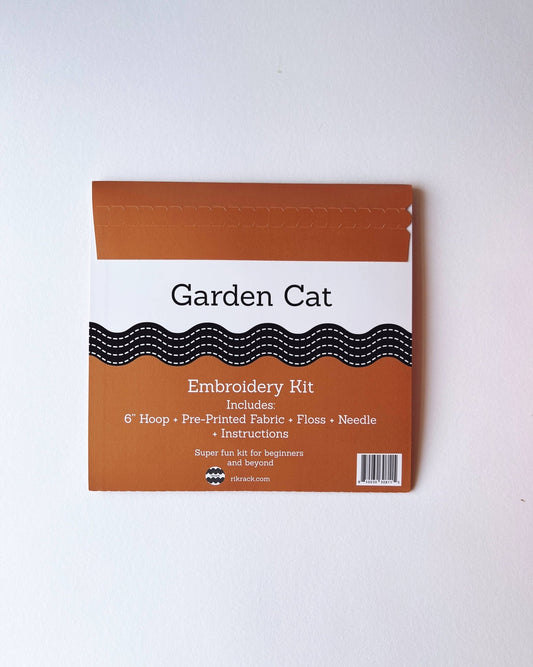 Garden Cat
Embroidery Kit
Includes:
6" Hoop + Pre-Printed Fabric + Floss + Needle
+ Instructions
Super fun kit for beginners
and beyond
rikrack.com